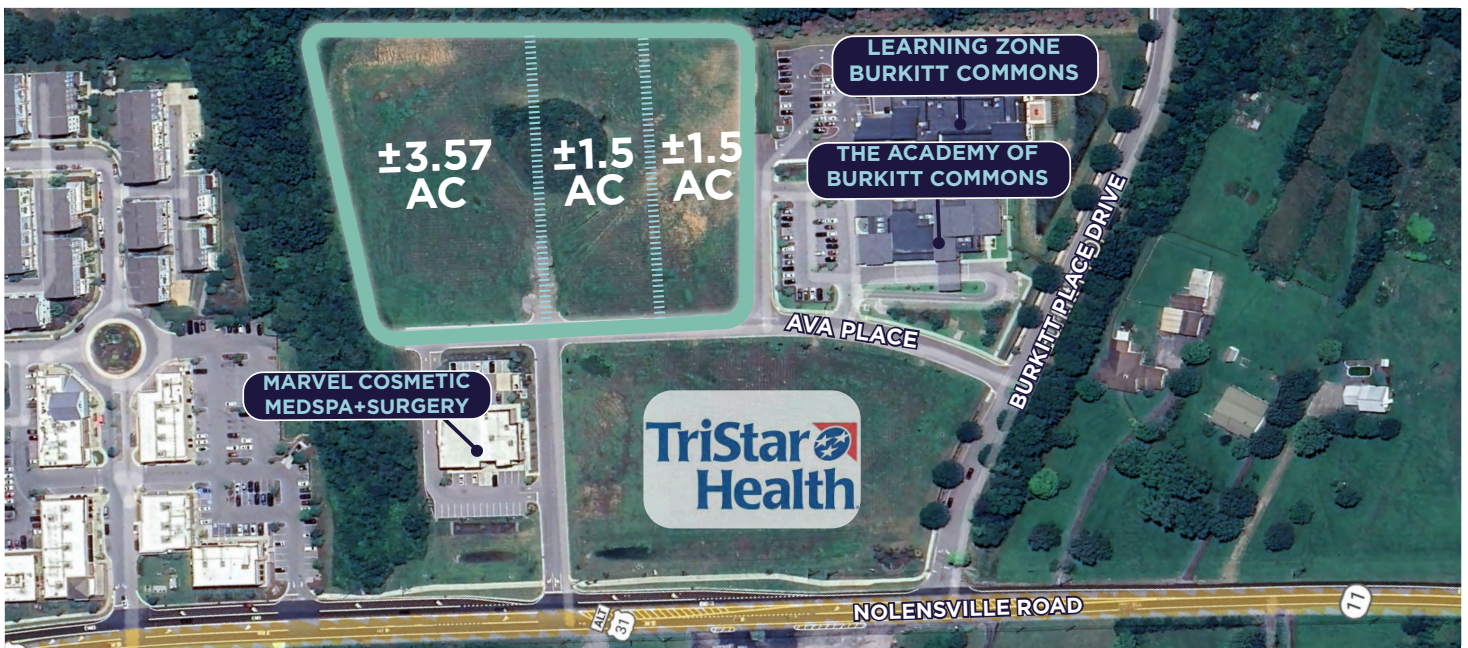 LEARNING ZONE
BURKITT COMMONS
±3.57
AC
±1.5
AC
±1.5
AC
THE ACADEMY OF
BURKITT COMMONS
BURKITT PLACE DRIVE
AVA PLACE
MARVEL COSMETIC
MEDSPA+SURGERY
TriStar
Health
NOLENSVILLE ROAD
ALT
31
11